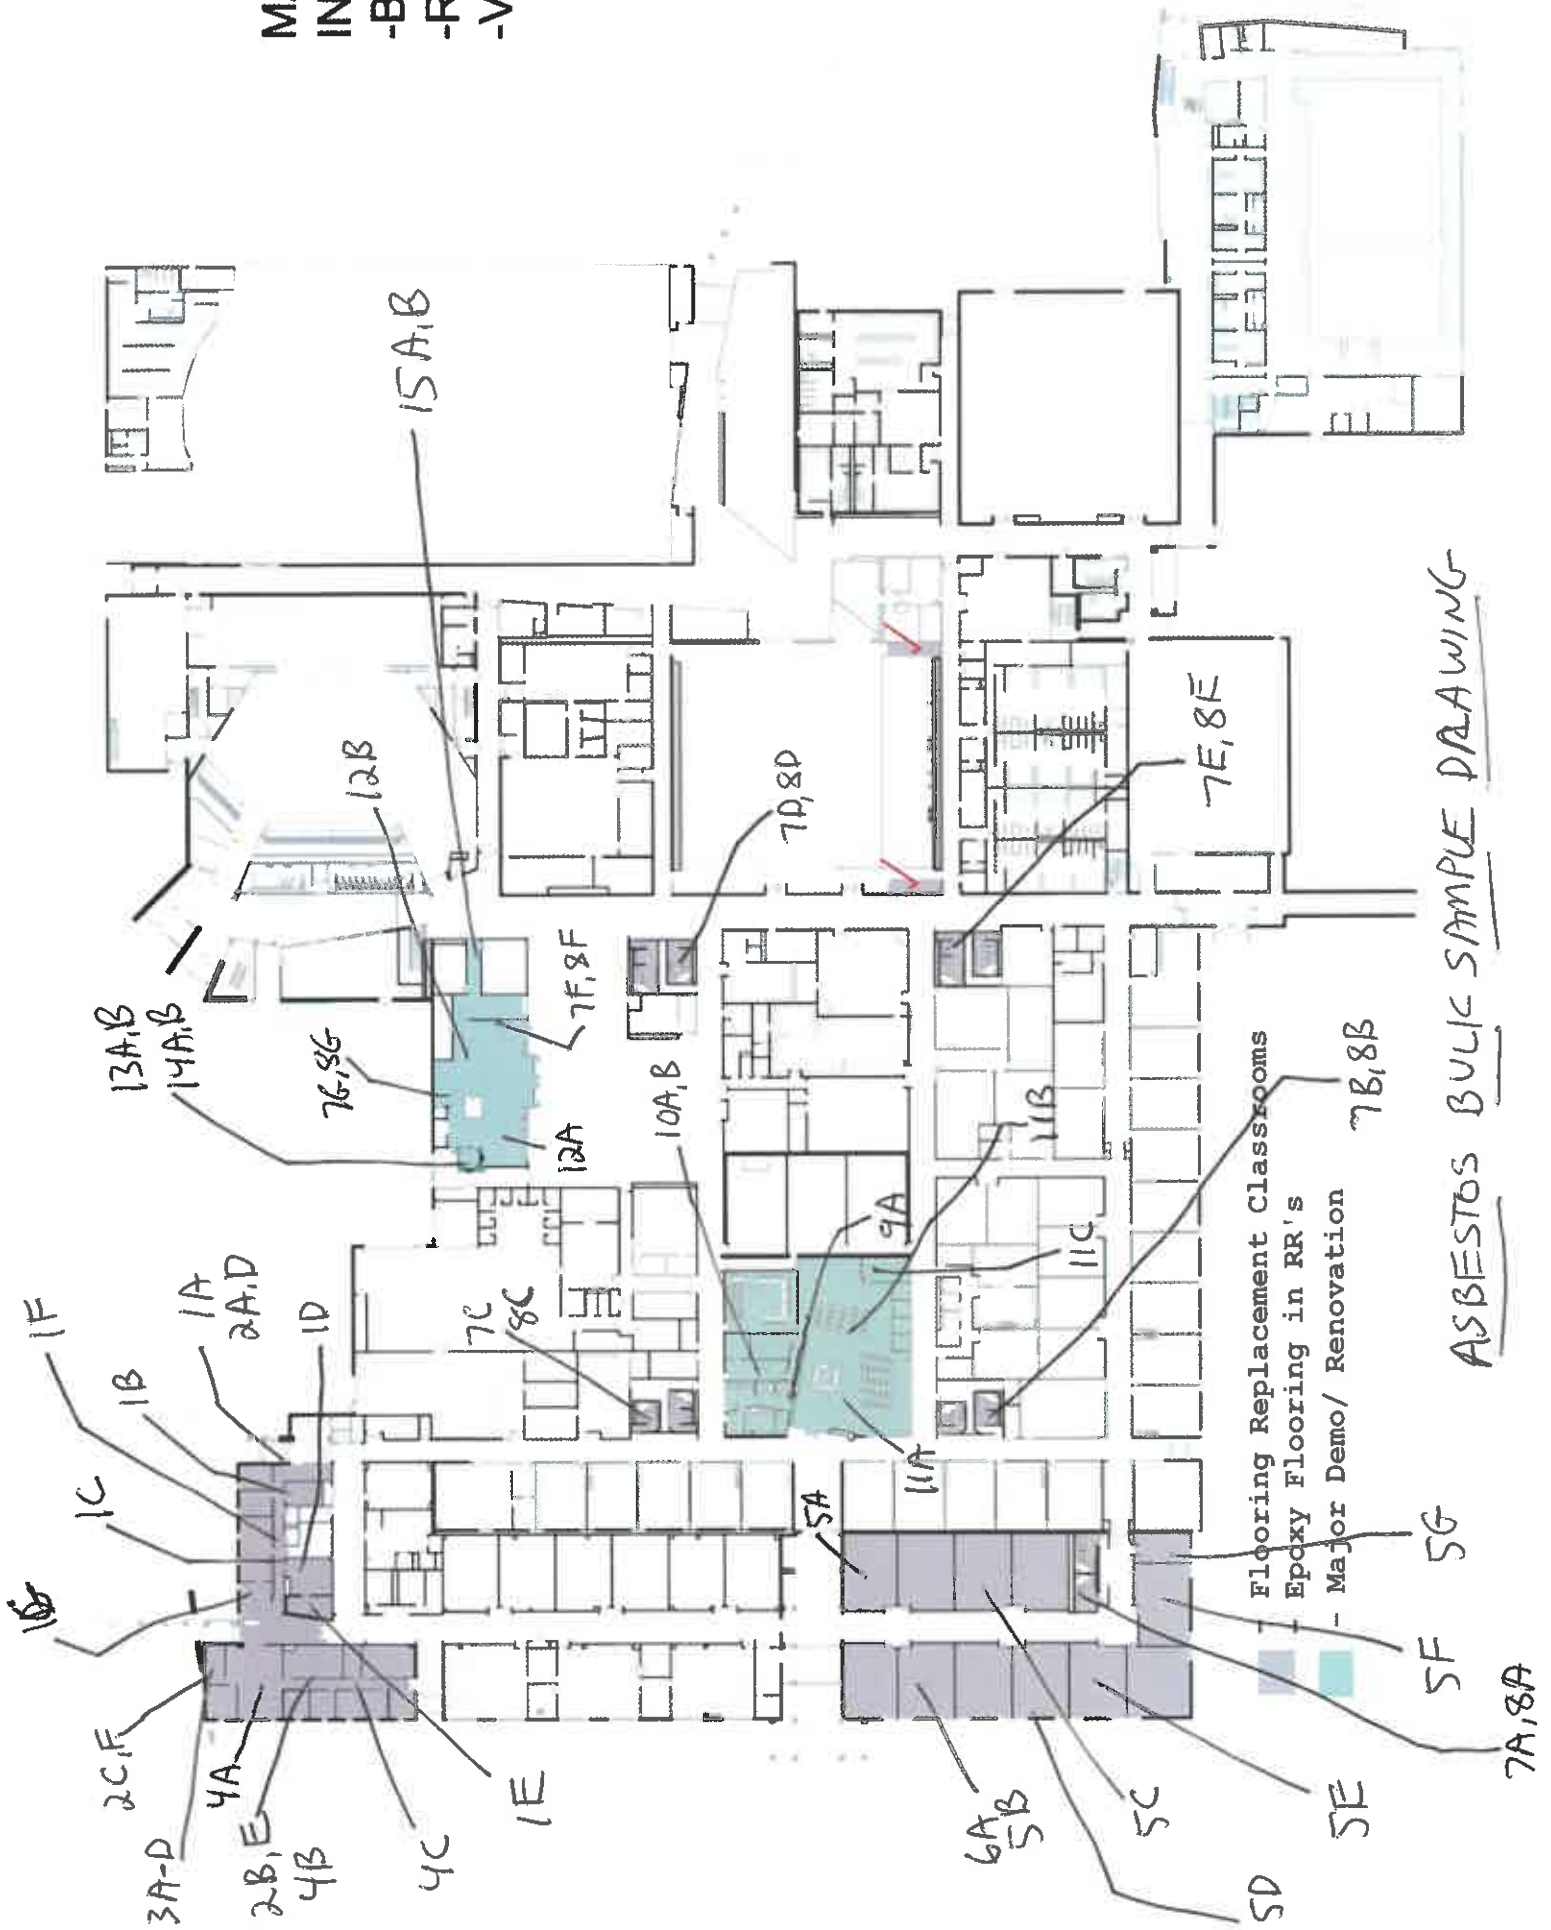 M
IN
-B
-R
-V
1G
1C
1F
1B
1A
2A,D
1D
2C,F
3A-D
4A
2B,E
4B
4C
1E
13A,B
14A,B
7G,8G
12B
15A,B
12A
7F,8F
7C
8C
10A,B
7D,8D
9A
11B
11C
11A
5A
7E,8E
6A
5B
5C
5D
5E
5F
5G
7A,8A
7B,8B
- Flooring Replacement Classrooms
- Epoxy Flooring in RR's
- Major Demo/ Renovation
ASBESTOS BULK SAMPLE DRAWING